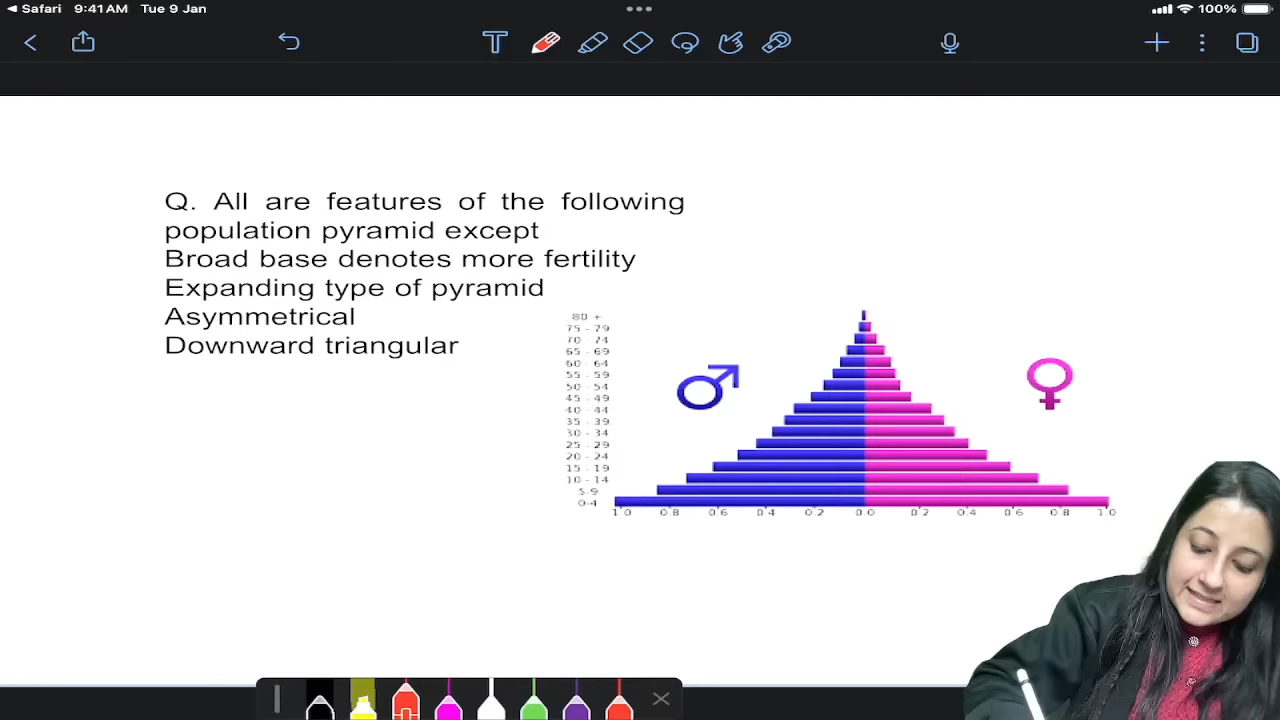 Safari 9:41 AM Tue 9 Jan 100%
T
Q. All are features of the following
population pyramid except
Broad base denotes more fertility
Expanding type of pyramid
Asymmetrical
Downward triangular
80 +
75 - 79
70 - 74
65 - 69
60 - 64
55 - 59
50 - 54
45 - 49
40 - 44
35 - 39
30 - 34
25 - 29
20 - 24
15 - 19
10 - 14
5-9
0-4
1.0 0.8 0.6 0.4 0.2 0.0 0.2 0.4 0.6 0.8 1.0